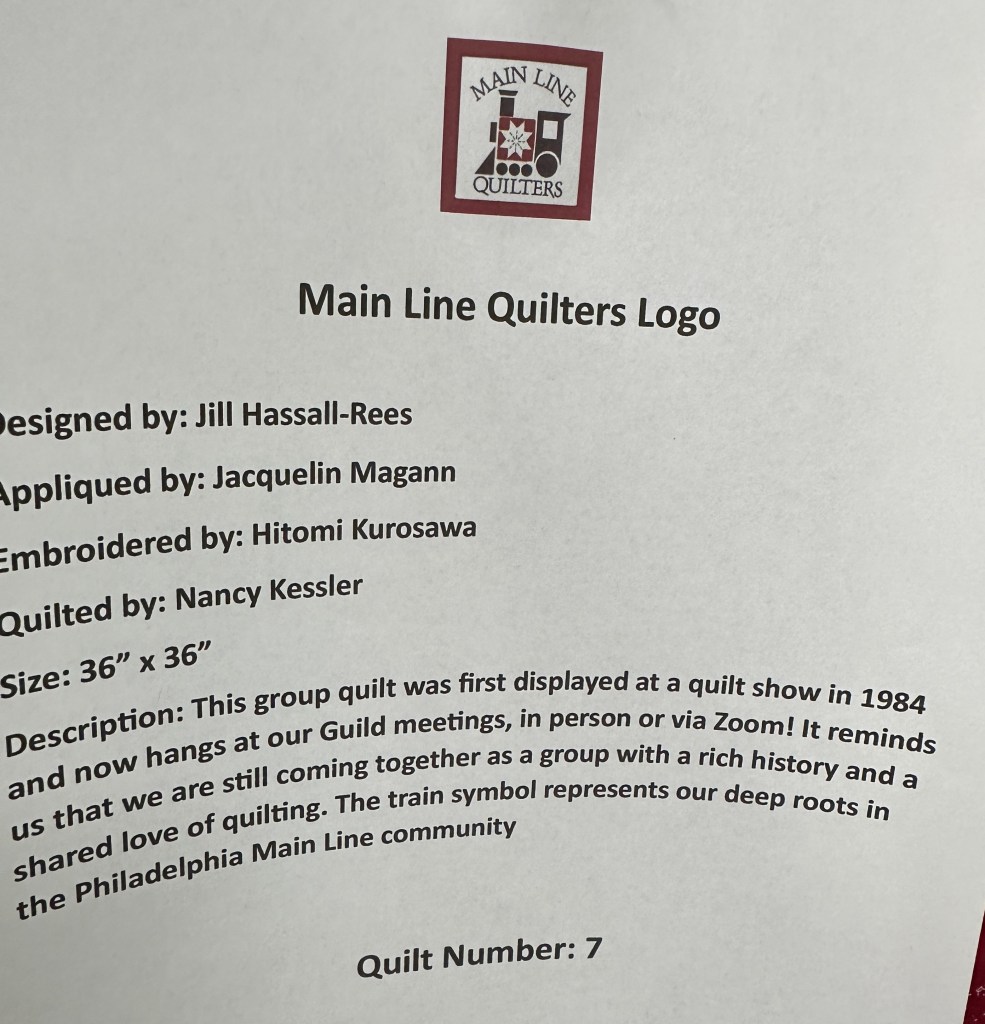 MAIN LINE
QUILTERS
Main Line Quilters Logo
Designed by: Jill Hassall-Rees
Appliqued by: Jacquelin Magann
Embroidered by: Hitomi Kurosawa
Quilted by: Nancy Kessler
Size: 36” x 36”
Description: This group quilt was first displayed at a quilt show in 1984
and now hangs at our Guild meetings, in person or via Zoom! It reminds
us that we are still coming together as a group with a rich history and a
shared love of quilting. The train symbol represents our deep roots in
the Philadelphia Main Line community
Quilt Number: 7